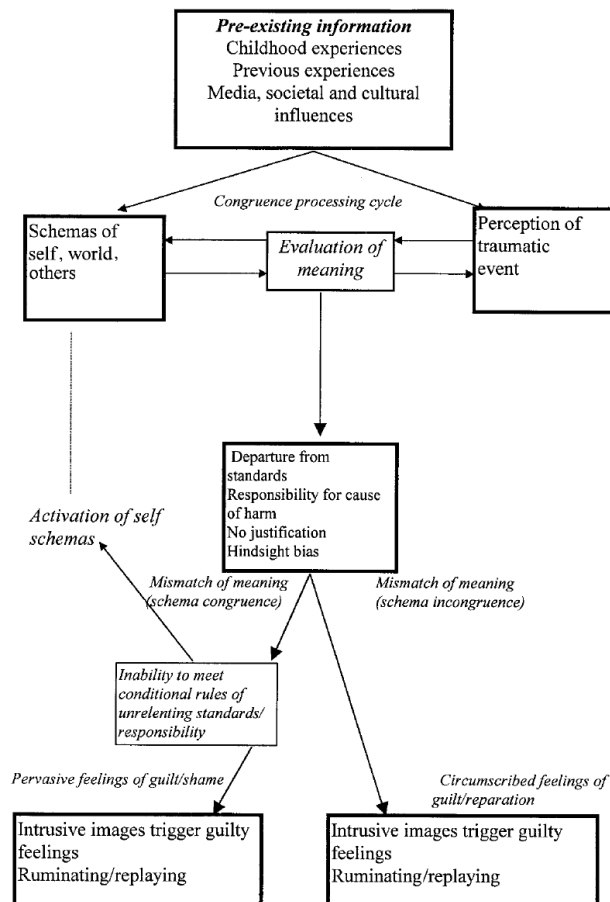 Pre-existing information
Childhood experiences
Previous experiences
Media, societal and cultural
influences
Congruence processing cycle
Schemas of
self, world,
others
Evaluation of
meaning
Perception of
traumatic
event
Departure from
standards
Responsibility for cause
of harm
No justification
Hindsight bias
Activation of self
schemas
Mismatch of meaning
(schema congruence)
Mismatch of meaning
(schema incongruence)
Inability to meet
conditional rules of
unrelenting standards/
responsibility
Pervasive feelings of guilt/shame
Circumscribed feelings of
guilt/reparation
Intrusive images trigger guilty
feelings
Ruminating/replaying
Intrusive images trigger guilty
feelings
Ruminating/replaying